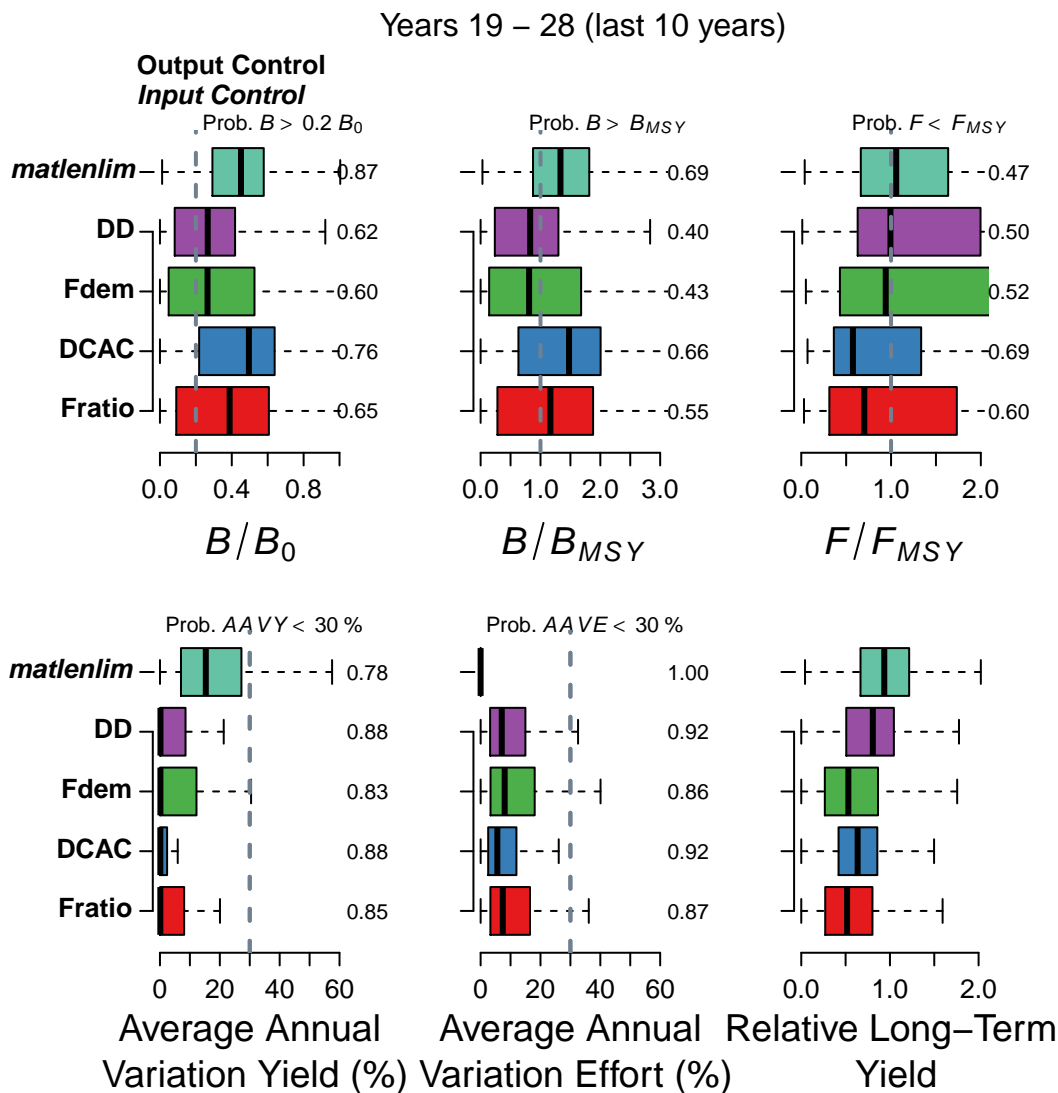 Years 19 − 28 (last 10 years)
Output Control
Input Control
Prob. B > 0.2 B0 Prob. B > BMSY Prob. F < FMSY
matlenlim 0.87 0.69 0.47
DD 0.62 0.40 0.50
Fdem 0.60 0.43 0.52
DCAC 0.76 0.66 0.69
Fratio 0.65 0.55 0.60
0.0 0.4 0.8 0.0 1.0 2.0 3.0 0.0 1.0 2.0
B/B0 B/BMSY F/FMSY
Prob. AAVY < 30 % Prob. AAVE < 30 %
matlenlim 0.78 1.00
DD 0.88 0.92
Fdem 0.83 0.86
DCAC 0.88 0.92
Fratio 0.85 0.87
0 20 40 60 0 20 40 60 0.0 1.0 2.0
Average Annual Average Annual Relative Long−Term
Variation Yield (%) Variation Effort (%) Yield